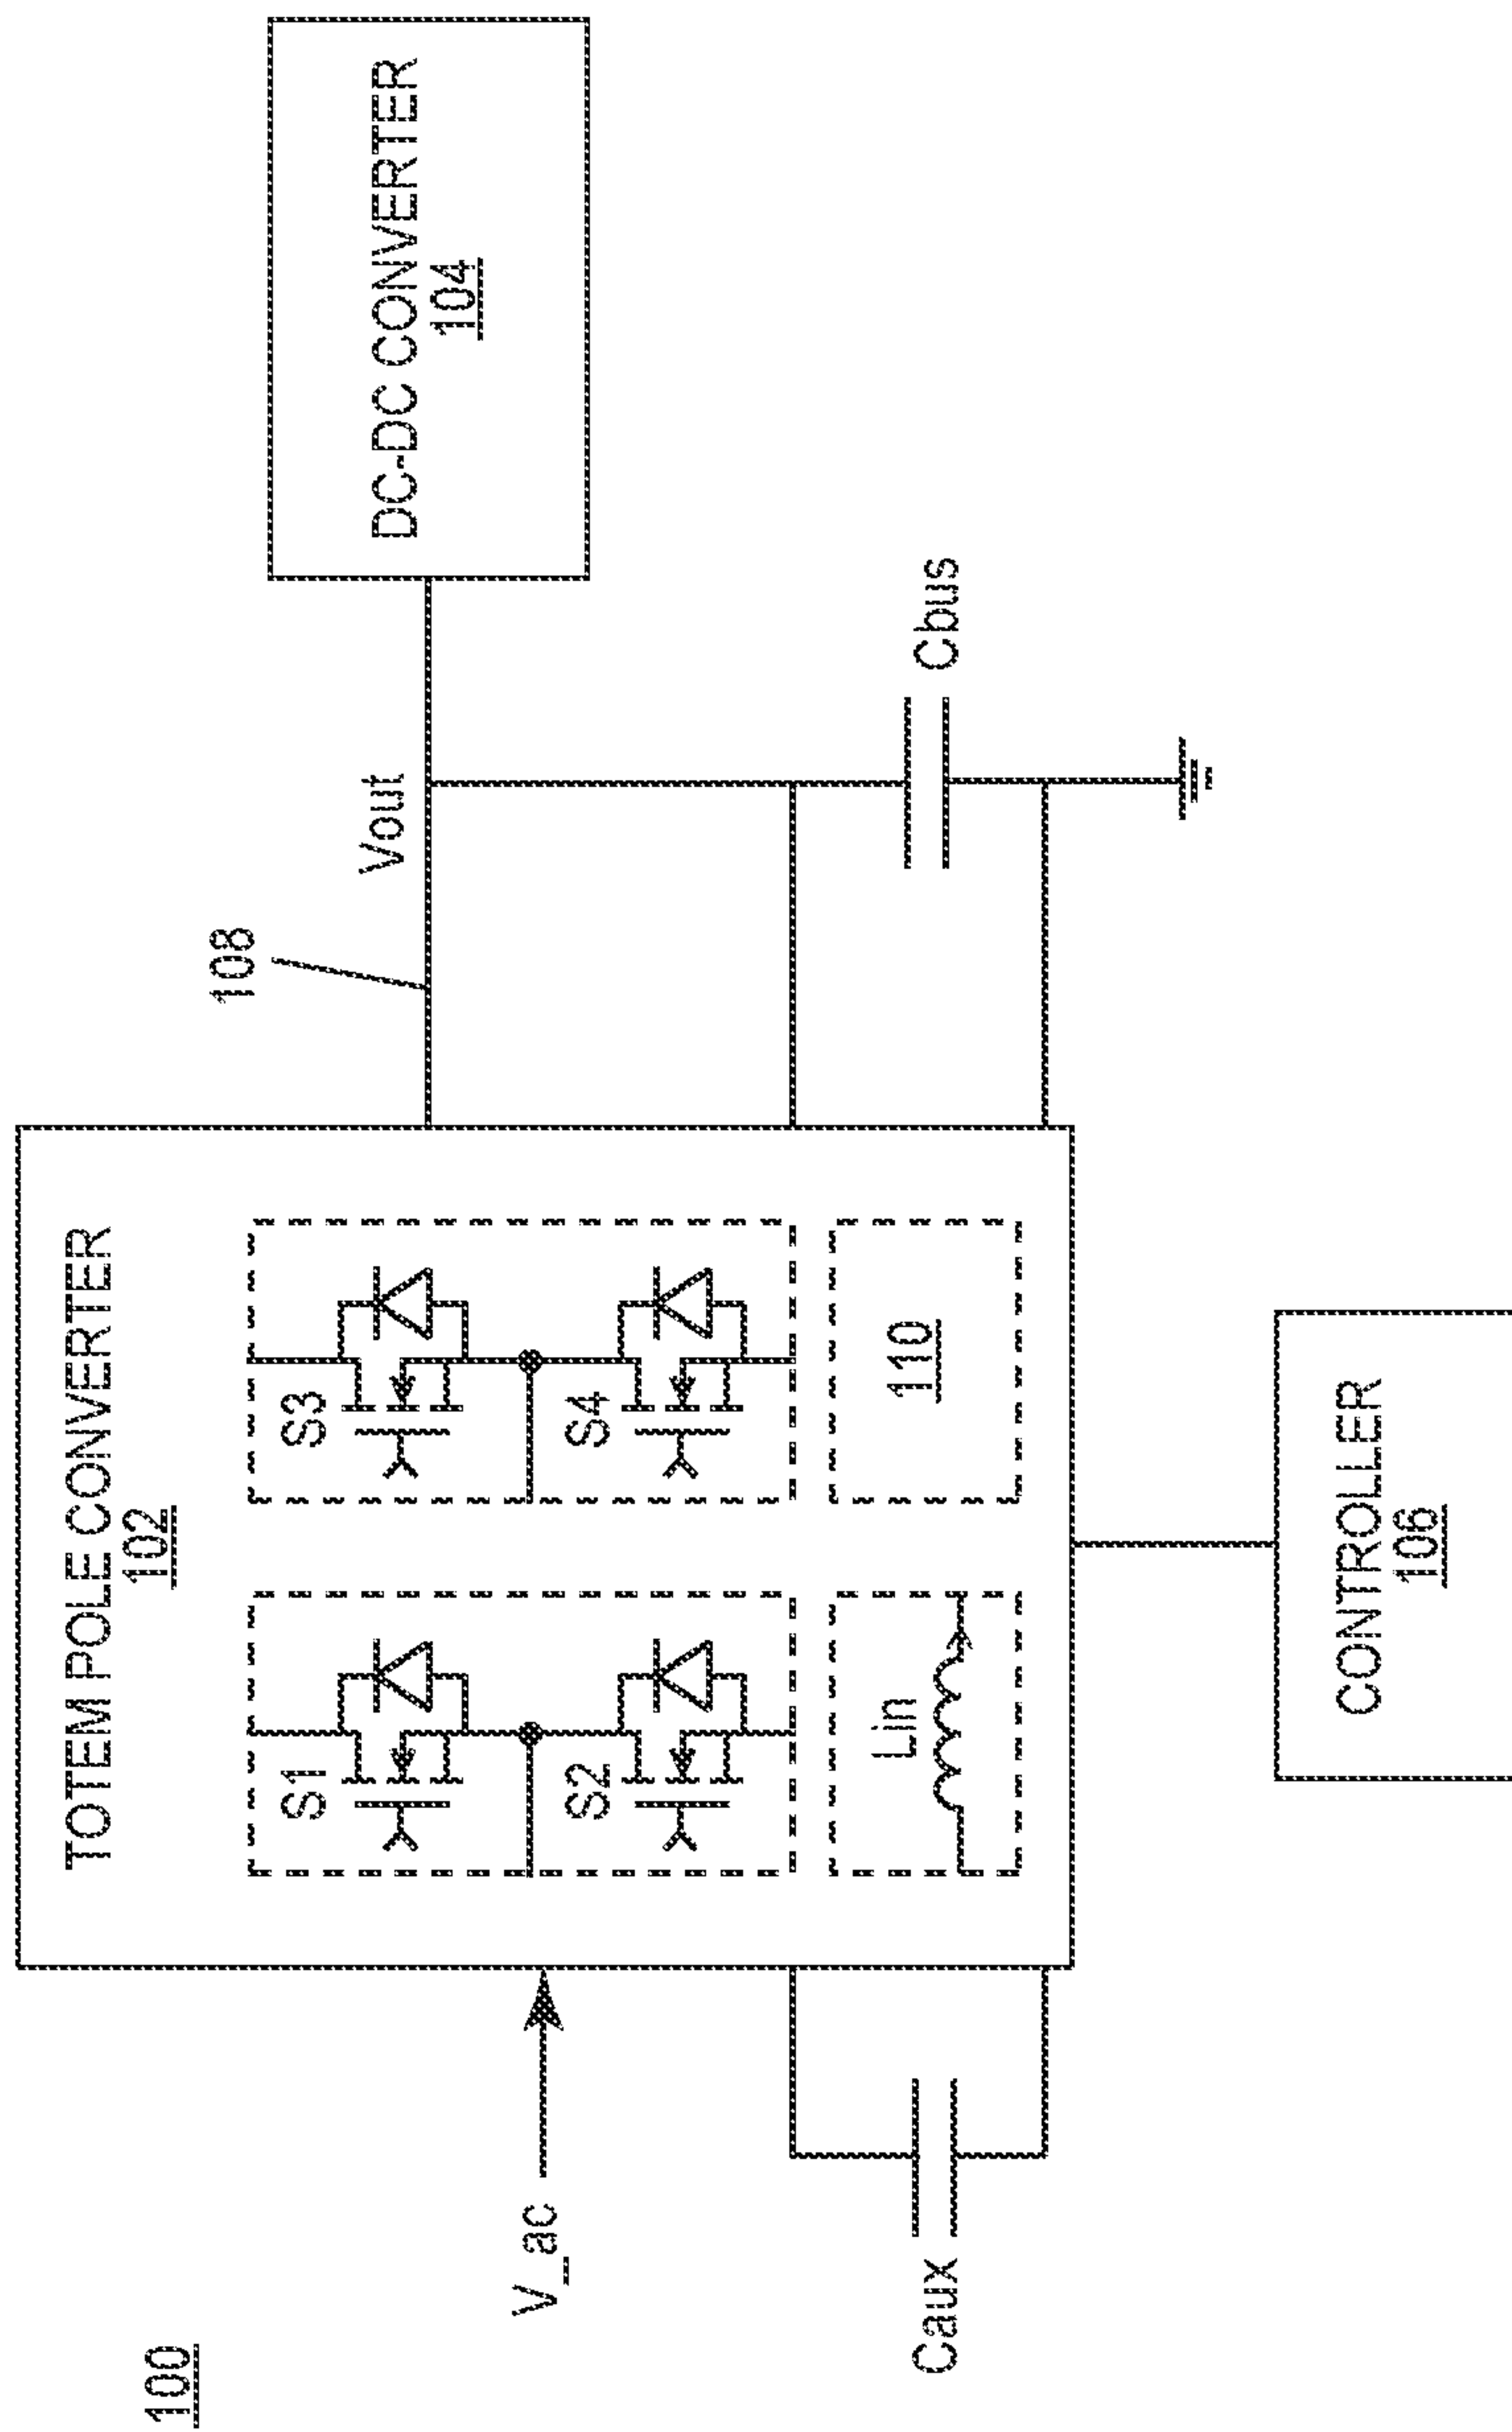 100
TOTEM POLE CONVERTER
102
S1
S3
S2
S4
Lin
110
V_ac
Caux
108
Vout
Cbus
DC-DC CONVERTER
104
CONTROLLER
106